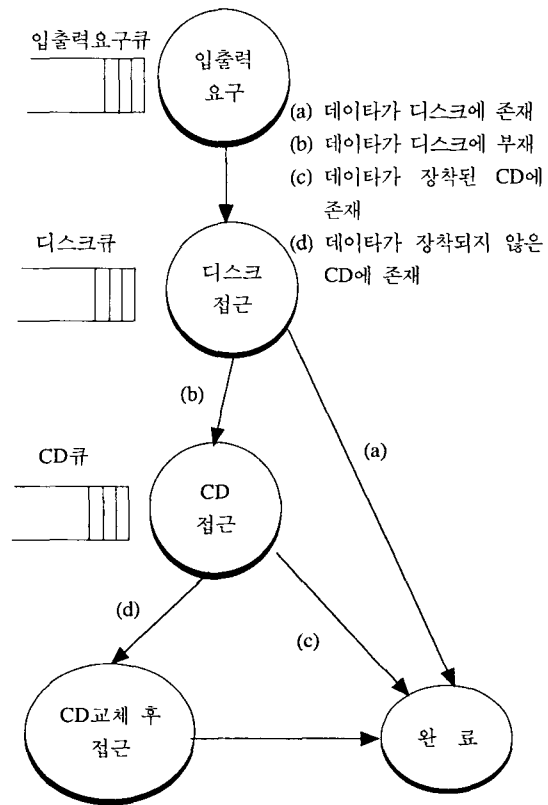 입출력요구큐
입출력
요구
(a) 데이타가 디스크에 존재
(b) 데이타가 디스크에 부재
(c) 데이타가 장착된 CD에
존재
(d) 데이타가 장착되지 않은
CD에 존재
디스크큐
디스크
접근
(b)
(a)
CD큐
CD
접근
(d)
(c)
CD교체 후
접근
완 료